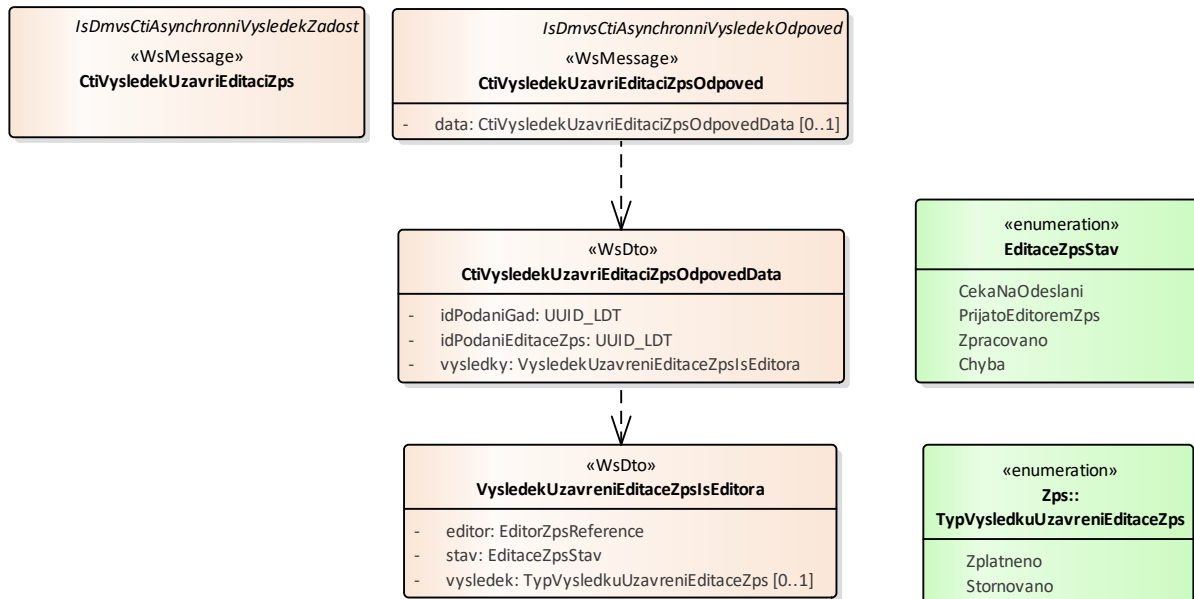 IsDmvsCtiAsynchronniVysledekZadost
«WsMessage»
CtiVysledekUzavriEditaciZps
IsDmvsCtiAsynchronniVysledekOdpoved
«WsMessage»
CtiVysledekUzavriEditaciZpsOdpoved
- data: CtiVysledekUzavriEditaciZpsOdpovedData [0..1]
«WsDto»
CtiVysledekUzavriEditaciZpsOdpovedData
- idPodaniGad: UUID_LDT
- idPodaniEditaceZps: UUID_LDT
- vysledky: VysledekUzavreniEditaceZpsIsEditora
«enumeration»
EditaceZpsStav
CekaNaOdeslani
PrijatoEditoremZps
Zpracovano
Chyba
«WsDto»
VysledekUzavreniEditaceZpsIsEditora
- editor: EditorZpsReference
- stav: EditaceZpsStav
- vysledek: TypVysledkuUzavreniEditaceZps [0..1]
«enumeration»
Zps::
TypVysledkuUzavreniEditaceZps
Zplatneno
Stornovano